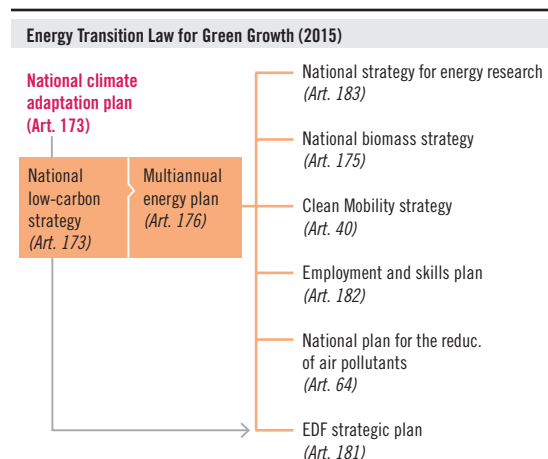 Energy Transition Law for Green Growth (2015)
National climate
adaptation plan
(Art. 173)
National
low-carbon
strategy
(Art. 173)
Multiannual
energy plan
(Art. 176)
National strategy for energy research
(Art. 183)
National biomass strategy
(Art. 175)
Clean Mobility strategy
(Art. 40)
Employment and skills plan
(Art. 182)
National plan for the reduc.
of air pollutants
(Art. 64)
EDF strategic plan
(Art. 181)